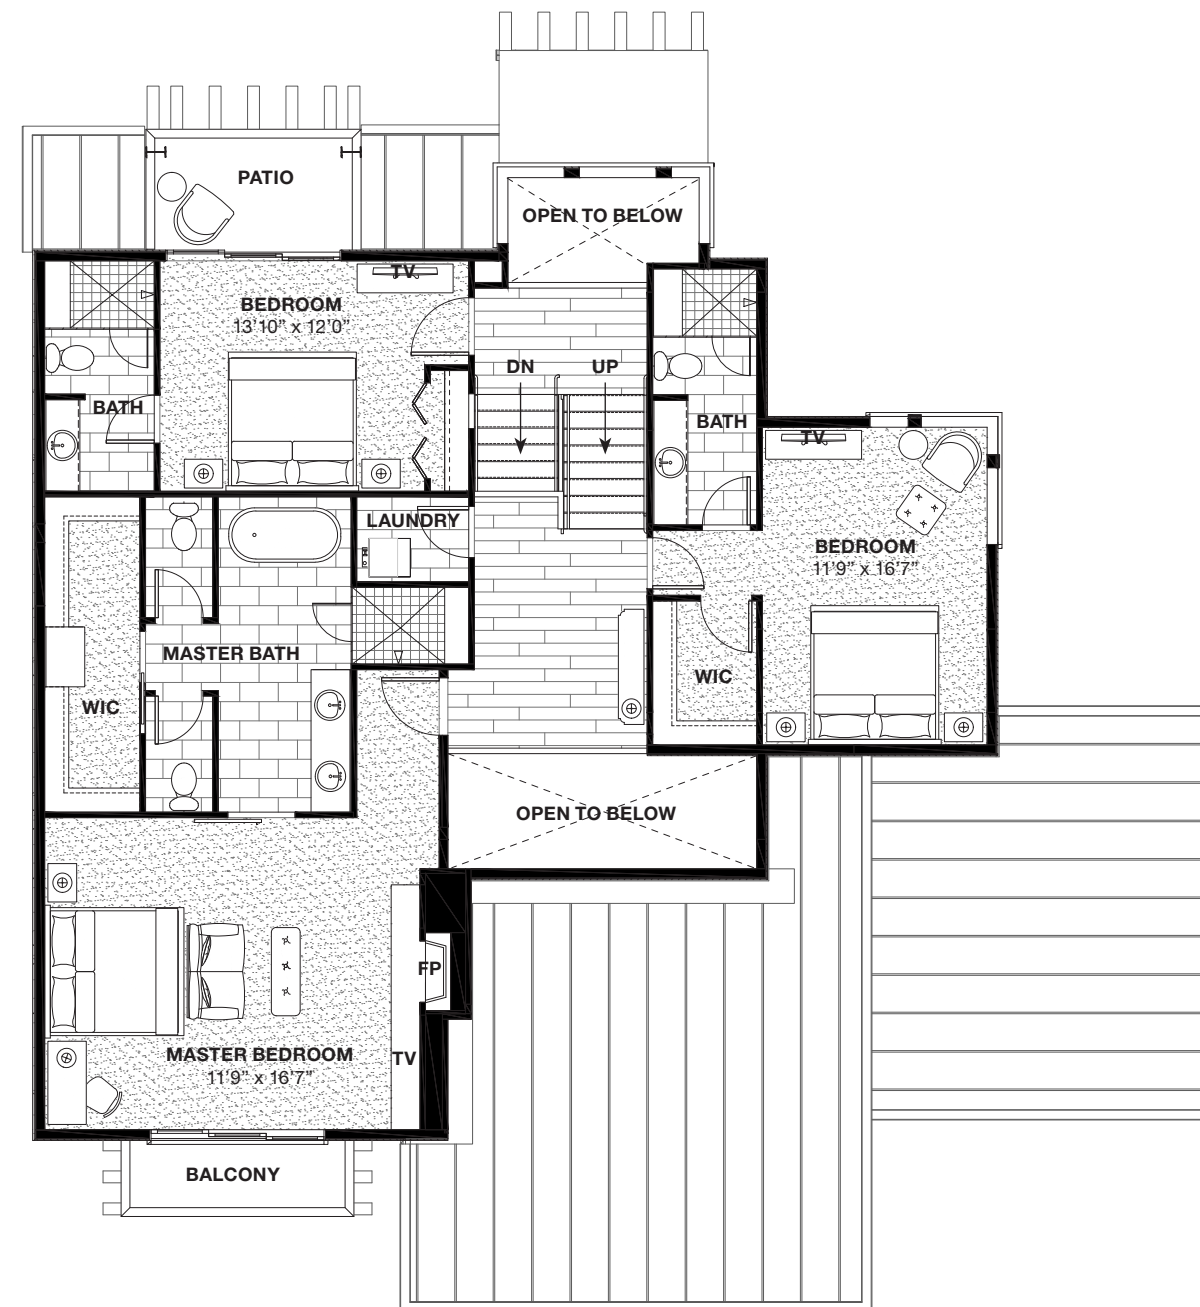 PATIO
OPEN TO BELOW
TV
BEDROOM
13’10” x 12’0”
DN
UP
BATH
BATH
TV
LAUNDRY
BEDROOM
11’9” x 16’7”
MASTER BATH
WIC
WIC
OPEN TO BELOW
FP
MASTER BEDROOM
11’9” x 16’7”
TV
BALCONY